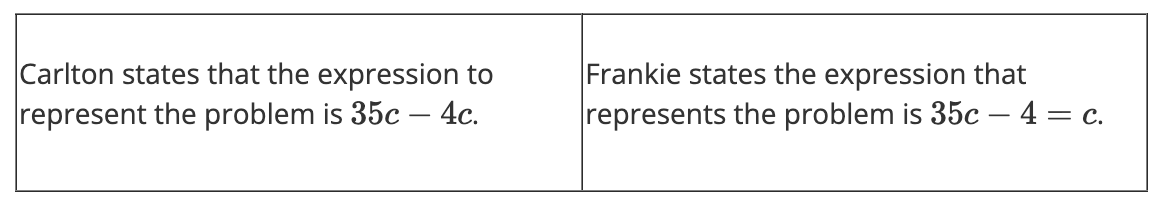 Carlton states that the expression to
represent the problem is 35c − 4c.
Frankie states the expression that
represents the problem is 35c − 4 = c.